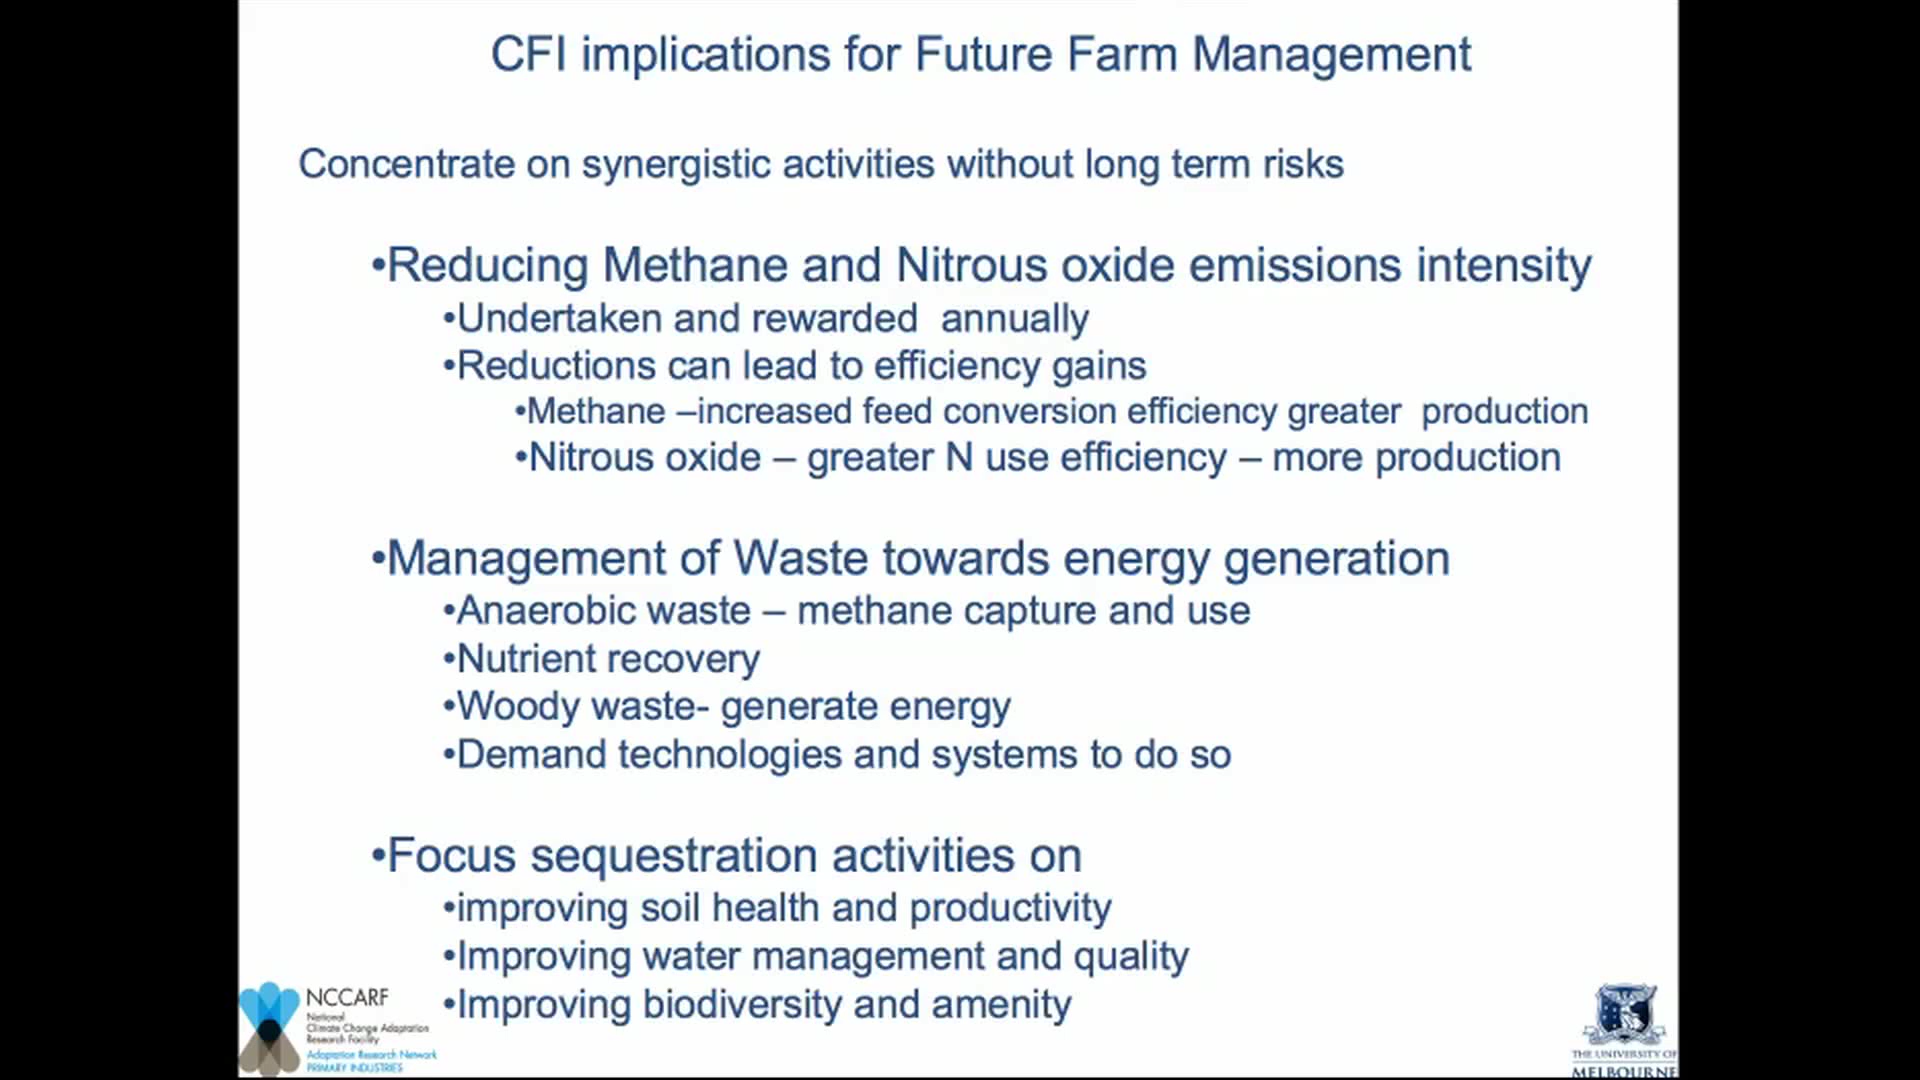 CFI implications for Future Farm Management
Concentrate on synergistic activities without long term risks
•Reducing Methane and Nitrous oxide emissions intensity
•Undertaken and rewarded  annually
•Reductions can lead to efficiency gains
•Methane –increased feed conversion efficiency greater  production
•Nitrous oxide – greater N use efficiency – more production
•Management of Waste towards energy generation
•Anaerobic waste – methane capture and use
•Nutrient recovery
•Woody waste- generate energy
•Demand technologies and systems to do so
•Focus sequestration activities on
•improving soil health and productivity
•Improving water management and quality
•Improving biodiversity and amenity
NCCARF
National
Climate Change Adaptation
Research Facility
Adaptation Research Network
PRIMARY INDUSTRIES
THE UNIVERSITY OF
MELBOURNE